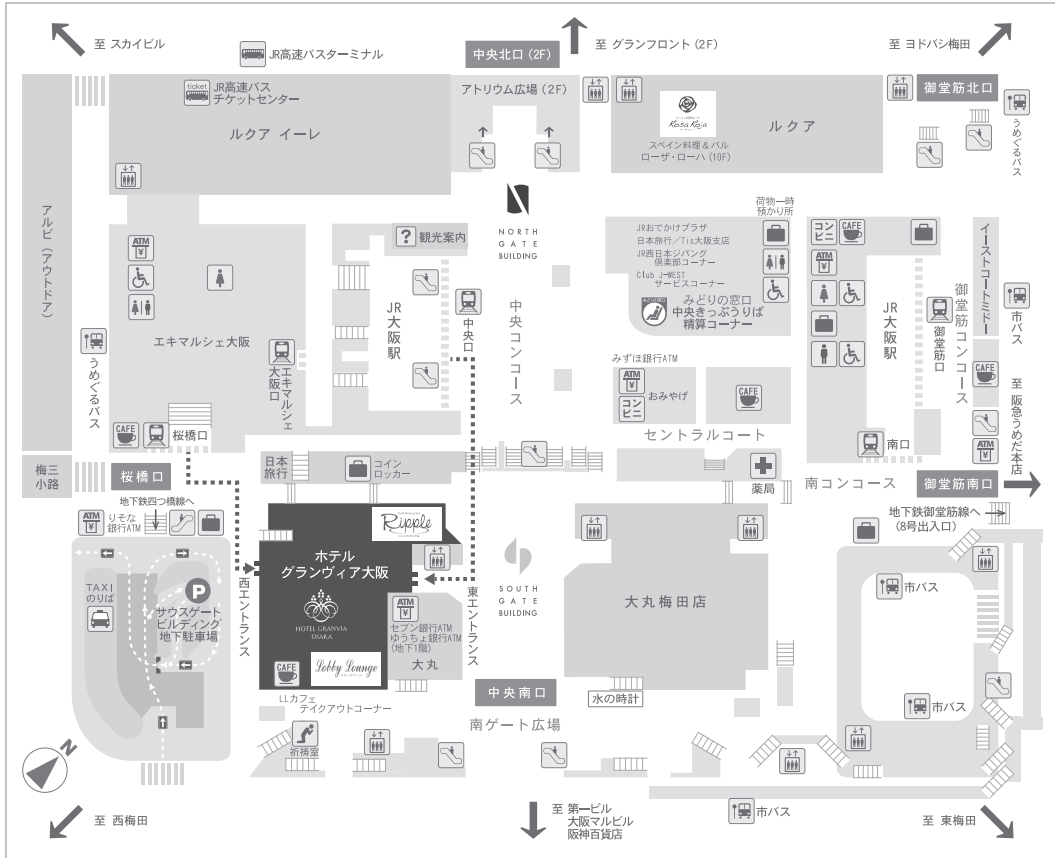 至 スカイビル
JR高速バスターミナル
中央北口 (2F)
至 グランフロント (2F)
至 ヨドバシ梅田
ticket
JR高速バス
チケットセンター
ルクア イーレ
アトリウム広場 (2F)
Rosa Roja
スペイン料理 & バル
ローザ・ローハ (10F)
ルクア
御堂筋北口
うめぐるバス
アルビ (アウトドア)
NORTH
GATE
BUILDING
? 観光案内
ATM
¥
エキマルシェ大阪
エキマルシェ
大阪口
JR
大阪駅
中央口
中央コンコース
荷物一時
預かり所
JRおでかけプラザ
日本旅行/Tis大阪支店
JR西日本ジパング
倶楽部コーナー
Club J-WEST
サービスコーナー
みどりの窓口
みどりの窓口
中央きっぷうりば
精算コーナー
コン
ビニ
CAFE
ATM
¥
JR
大阪駅
御堂筋口
御堂筋コンコース
イーストコートミドー
市バス
うめぐるバス
みずほ銀行ATM
ATM
¥
コン
ビニ
おみやげ
CAFE
セントラルコート
CAFE
至 阪急うめだ本店
ATM
¥
CAFE
桜橋口
梅三
小路
桜橋口
日本
旅行
コイン
ロッカー
薬局
南口
南コンコース
御堂筋南口
地下鉄四つ橋線へ
ATM
¥
りそな
銀行ATM
地下鉄御堂筋線へ
(8号出入口)
Ripple
ホテル
グランヴィア大阪
HOTEL GRANVIA
OSAKA
西エントランス
東エントランス
SOUTH
GATE
BUILDING
大丸梅田店
市バス
TAXI
のりば
P
サウスゲート
ビルディング
地下駐車場
ATM
¥
セブン銀行ATM
ゆうちょ銀行ATM
(地下1階)
大丸
CAFE
Lobby Lounge
LLカフェ
テイクアウトコーナー
中央南口
南ゲート広場
水の時計
市バス
祈祷室
N
至 西梅田
至 第一ビル
大阪マルビル
阪神百貨店
市バス
至 東梅田